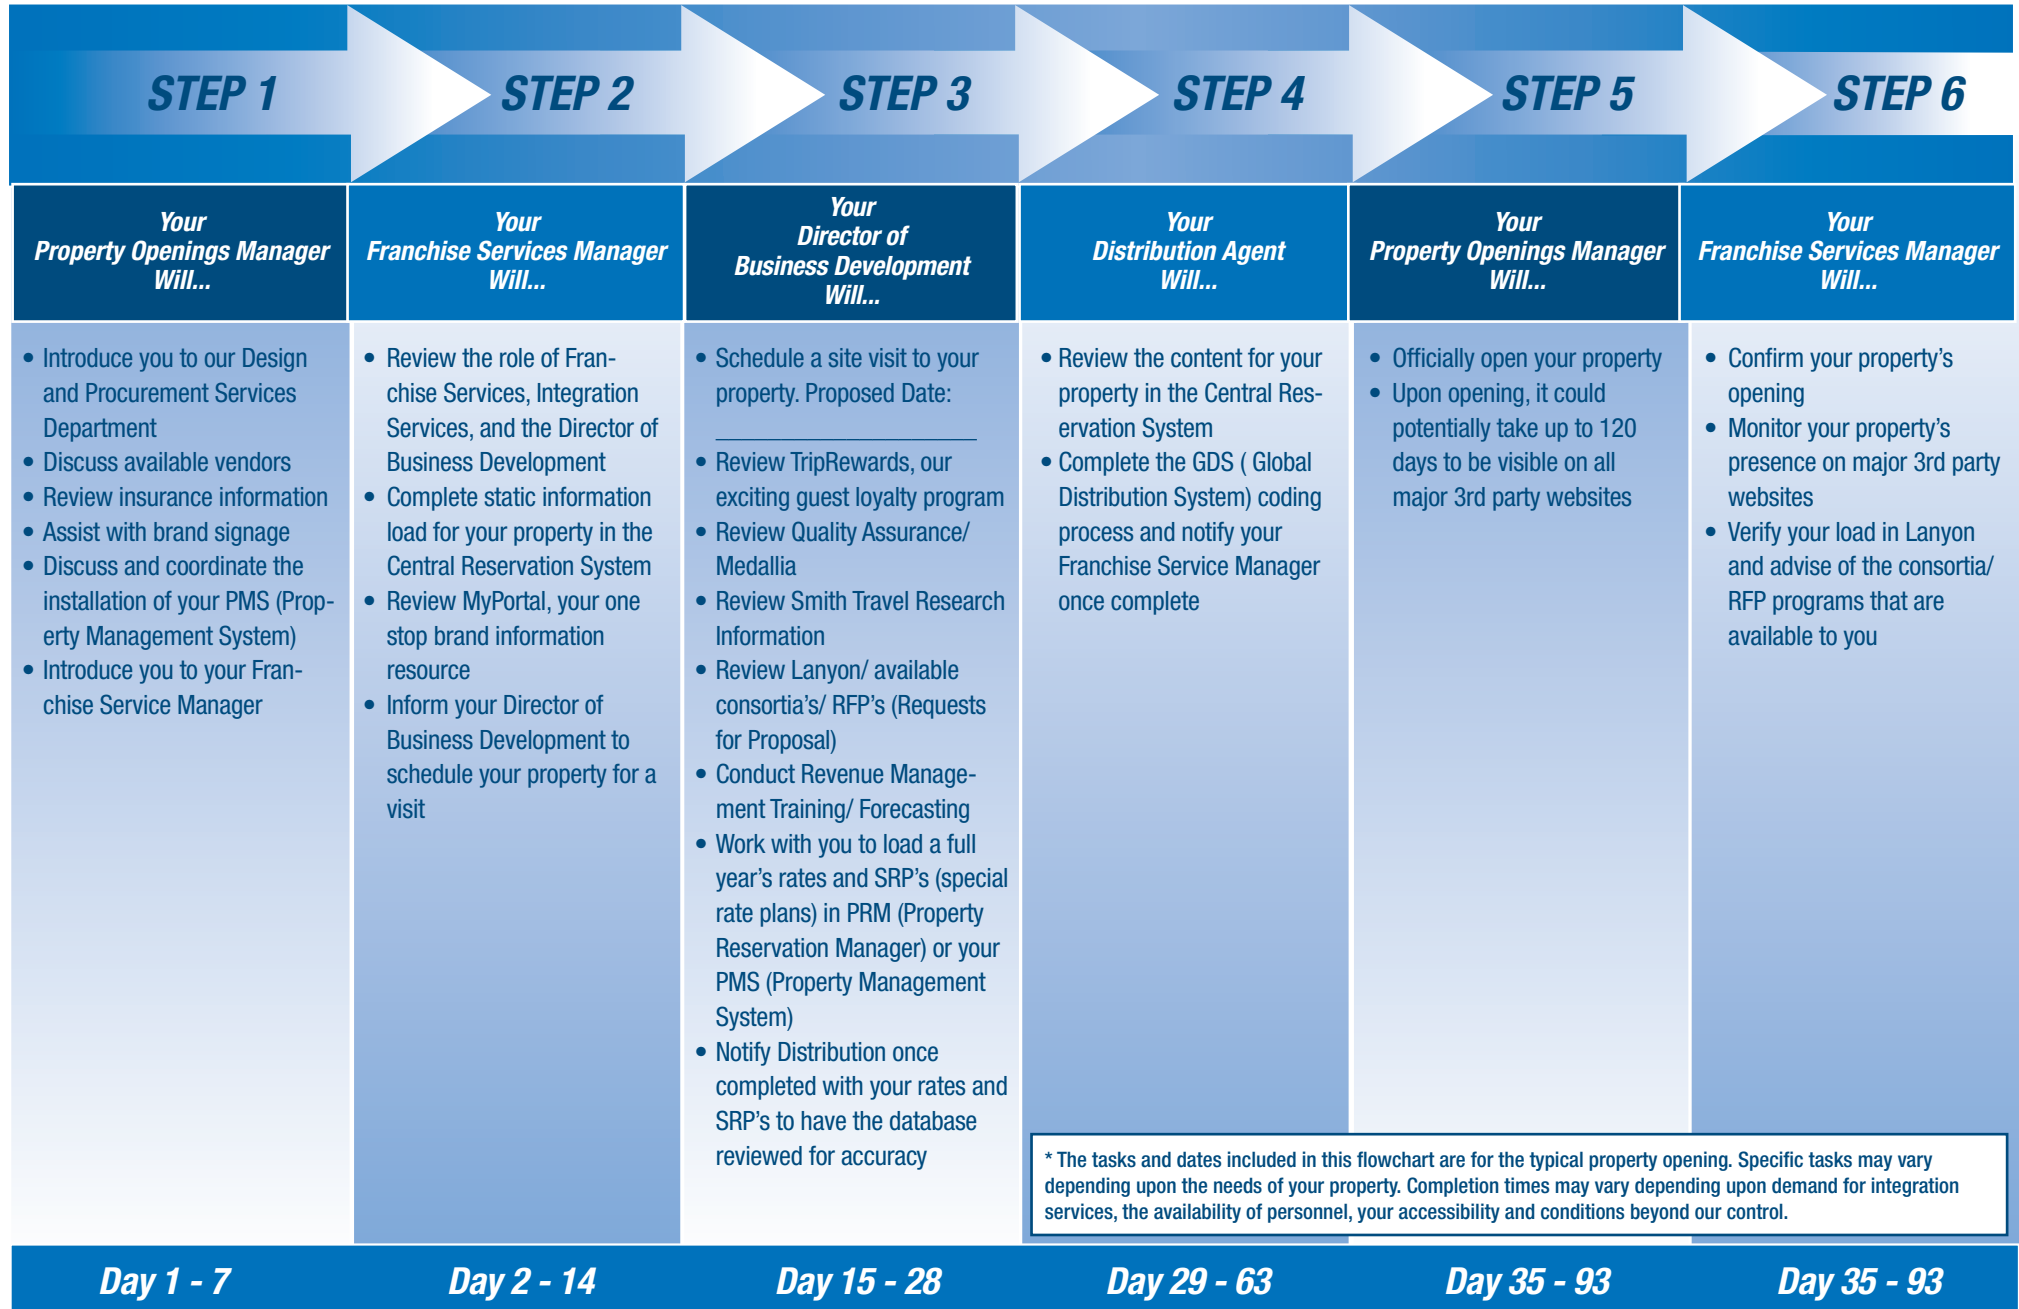 STEP 1
STEP 2
STEP 3
STEP 4
STEP 5
STEP 6
Your
Property Openings Manager
Will...
Your
Franchise Services Manager
Will...
Your
Director of
Business Development
Will...
Your
Distribution Agent
Will...
Your
Property Openings Manager
Will...
Your
Franchise Services Manager
Will...
• Introduce you to our Design
and Procurement Services
Department
• Discuss available vendors
• Review insurance information
• Assist with brand signage
• Discuss and coordinate the
installation of your PMS (Prop-
erty Management System)
• Introduce you to your Fran-
chise Service Manager
• Review the role of Fran-
chise Services, Integration
Services, and the Director of
Business Development
• Complete static information
load for your property in the
Central Reservation System
• Review MyPortal, your one
stop brand information
resource
• Inform your Director of
Business Development to
schedule your property for a
visit
• Schedule a site visit to your
property. Proposed Date:
____________________
• Review TripRewards, our
exciting guest loyalty program
• Review Quality Assurance/
Medallia
• Review Smith Travel Research
Information
• Review Lanyon/ available
consortia's/ RFP's (Requests
for Proposal)
• Conduct Revenue Manage-
ment Training/ Forecasting
• Work with you to load a full
year's rates and SRP's (special
rate plans) in PRM (Property
Reservation Manager) or your
PMS (Property Management
System)
• Notify Distribution once
completed with your rates and
SRP's to have the database
reviewed for accuracy
• Review the content for your
property in the Central Res-
ervation System
• Complete the GDS ( Global
Distribution System) coding
process and notify your
Franchise Service Manager
once complete
• Officially open your property
• Upon opening, it could
potentially take up to 120
days to be visible on all
major 3rd party websites
• Confirm your property's
opening
• Monitor your property's
presence on major 3rd party
websites
• Verify your load in Lanyon
and advise of the consortia/
RFP programs that are
available to you
* The tasks and dates included in this flowchart are for the typical property opening. Specific tasks may vary
depending upon the needs of your property. Completion times may vary depending upon demand for integration
services, the availability of personnel, your accessibility and conditions beyond our control.
Day 1 - 7
Day 2 - 14
Day 15 - 28
Day 29 - 63
Day 35 - 93
Day 35 - 93